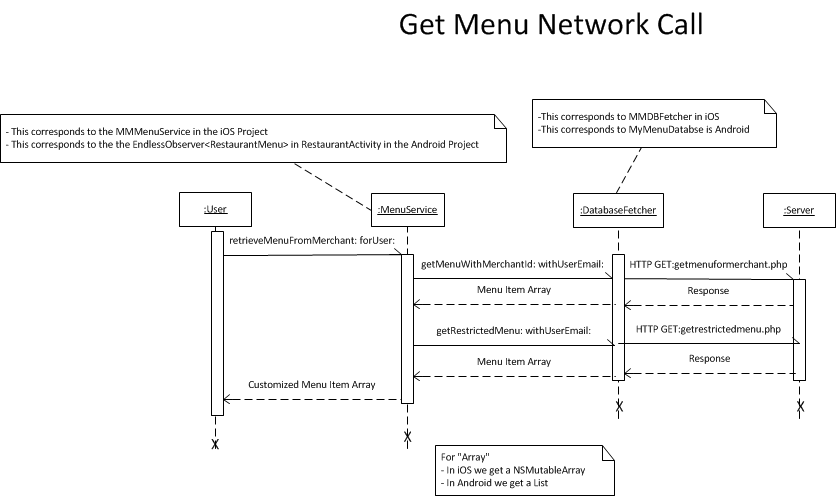 Get Menu Network Call
-This corresponds to MMDBFetcher in iOS
-This corresponds to MyMenuDatabse is Android
- This corresponds to the MMMenuService in the iOS Project
- This corresponds to the the EndlessObserver<RestaurantMenu> in RestaurantActivity in the Android Project
:User
:MenuService
:DatabaseFetcher
:Server
retrieveMenuFromMerchant: forUser:
getMenuWithMerchantId: withUserEmail:
HTTP GET:getmenuformerchant.php
Menu Item Array
Response
getRestrictedMenu: withUserEmail:
HTTP GET:getrestrictedmenu.php
Menu Item Array
Response
Customized Menu Item Array
X
X
X
X
For "Array"
- In iOS we get a NSMutableArray
- In Android we get a List